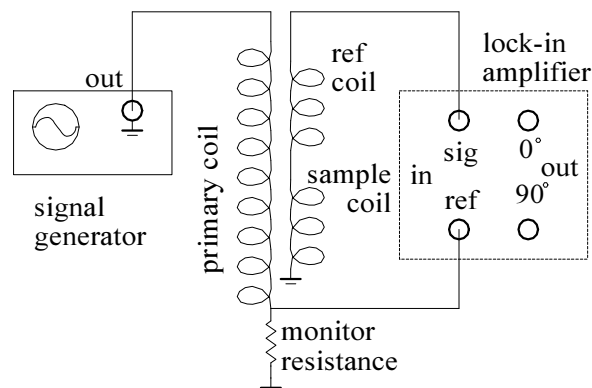 out
signal
generator
primary coil
ref
coil
sample
coil
monitor
resistance
lock-in
amplifier
sig
0°
in
out
ref
90°